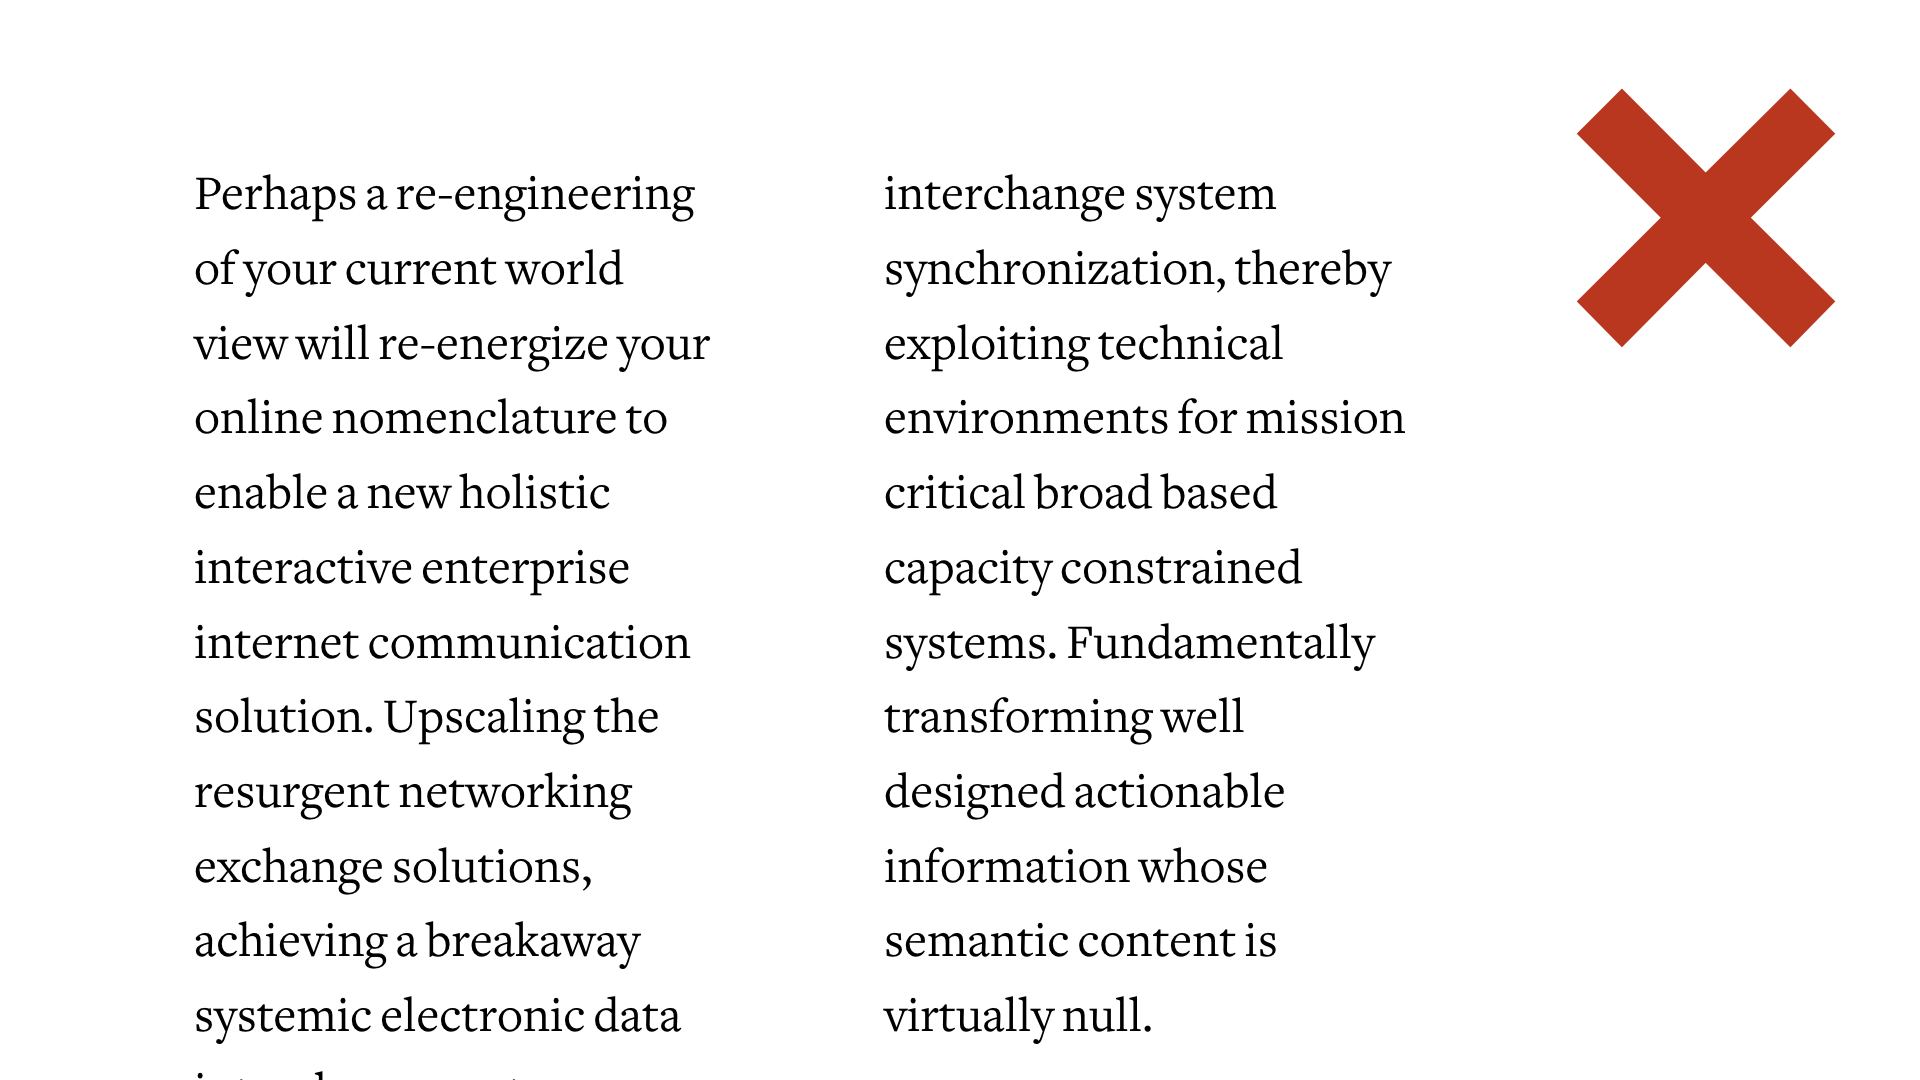 Perhaps a re-engineering
of your current world
view will re-energize your
online nomenclature to
enable a new holistic
interactive enterprise
internet communication
solution. Upscaling the
resurgent networking
exchange solutions,
achieving a breakaway
systemic electronic data
interchange system
synchronization, thereby
exploiting technical
environments for mission
critical broad based
capacity constrained
systems. Fundamentally
transforming well
designed actionable
information whose
semantic content is
virtually null.